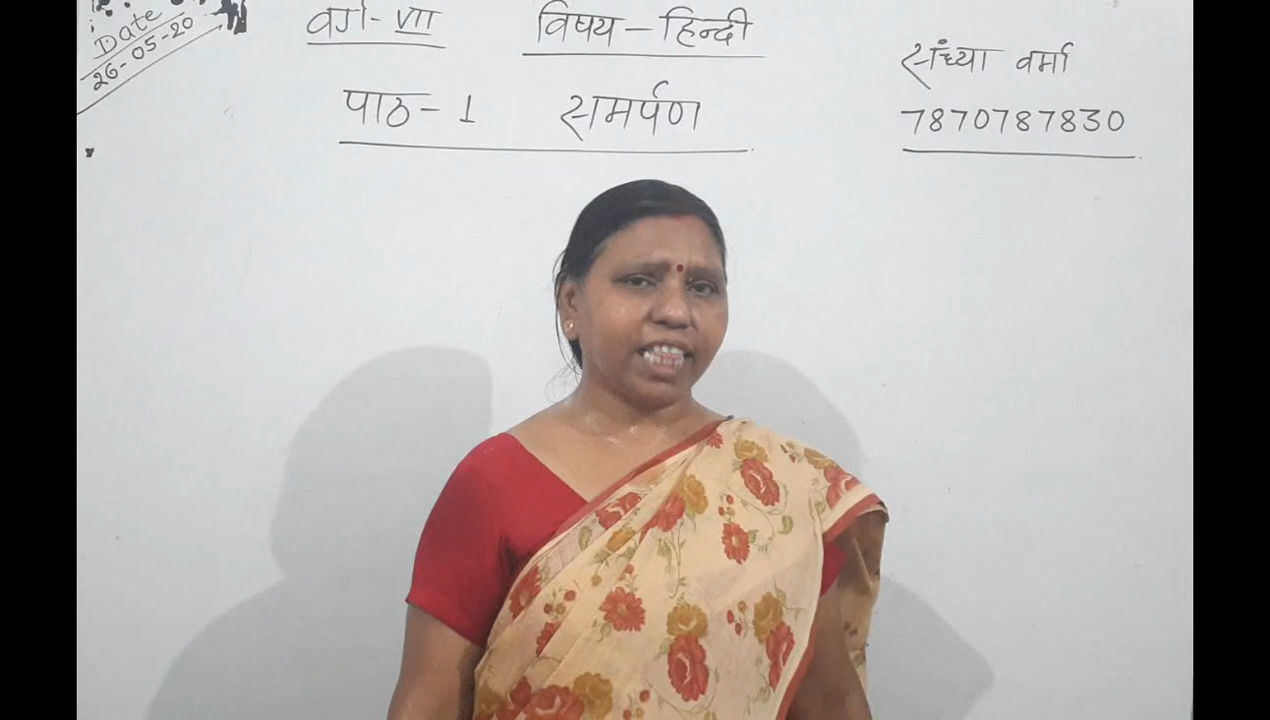 Date
26-05-20
वर्ग- VII विषय – हिन्दी
पाठ- 1 समर्पण
संध्या वर्मा
7870787830